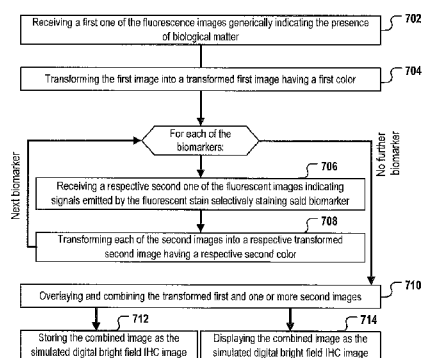 702
Receiving a first one of the fluorescence images generically indicating the presence
of biological matter
704
Transforming the first image into a transformed first image having a first color
For each of the
biomarkers:
No further
biomarker
Next biomarker
706
Receiving a respective second one of the fluorescent images indicating
signals emitted by the fluorescent stain selectively staining said biomarker
708
Transforming each of the second images into a respective transformed
second image having a respective second color
710
Overlaying and combining the transformed first and one or more second images
712
714
Storing the combined image as the
simulated digital bright field IHC image
Displaying the combined image as the
simulated digital bright field IHC image